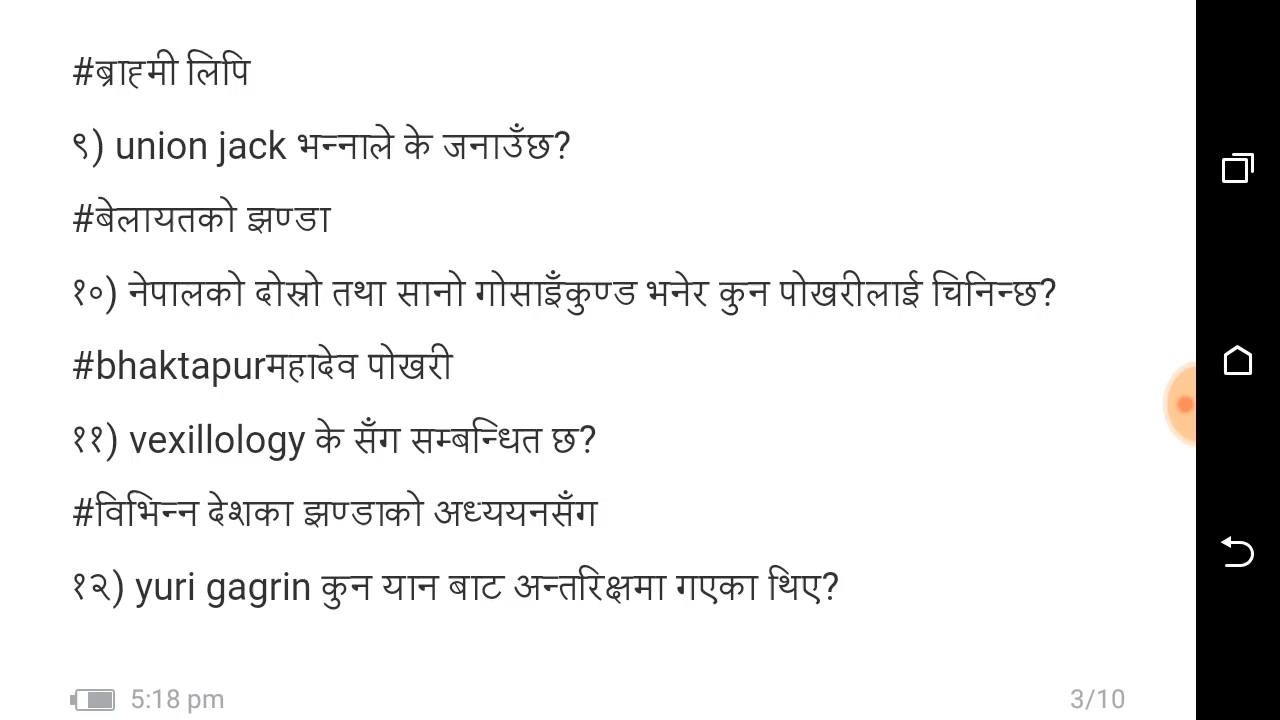 #ब्राह्मी लिपि
९) union jack भन्नाले के जनाउँछ?
#बेलायतको झण्डा
१०) नेपालको दोस्रो तथा सानो गोसाइँकुण्ड भनेर कुन पोखरीलाई चिनिन्छ?
#bhaktapurमहादेव पोखरी
११) vexillology के सँग सम्बन्धित छ?
#विभिन्न देशका झण्डाको अध्ययनसँग
१२) yuri gagrin कुन यान बाट अन्तरिक्षमा गएका थिए?
5:18 pm 3/10